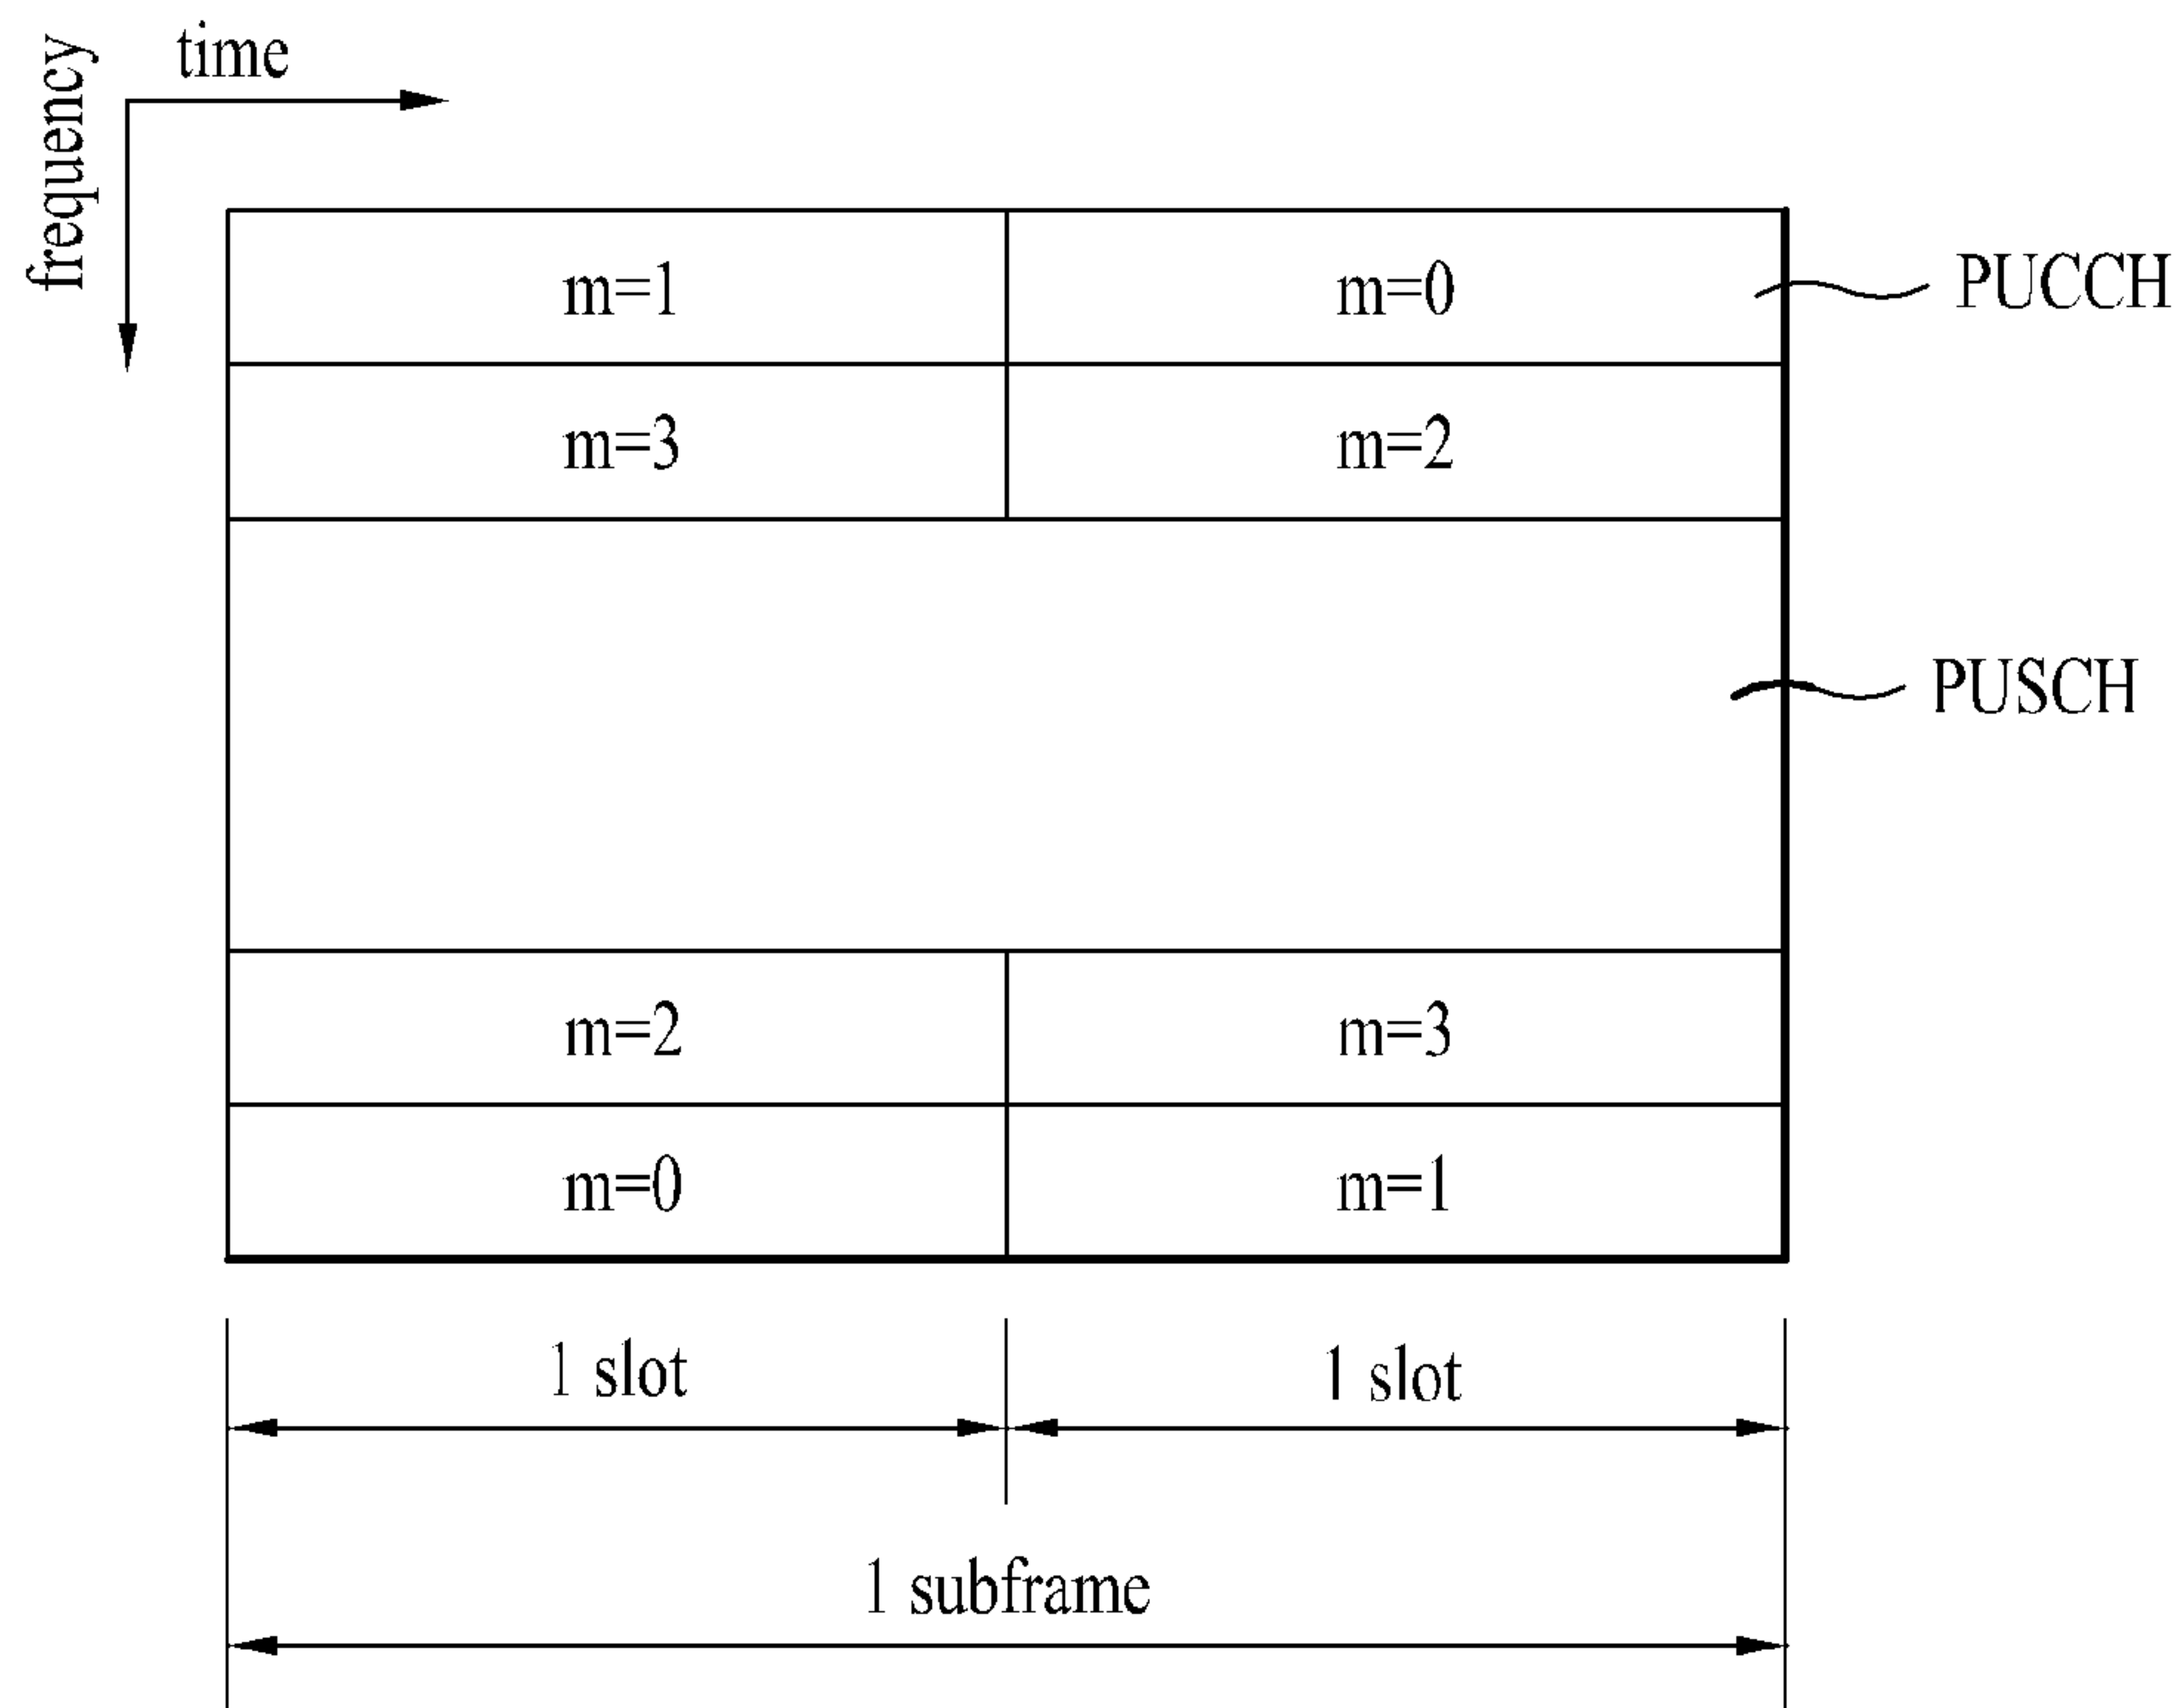 time
frequency
m=1
m=0
PUCCH
m=3
m=2
PUSCH
m=2
m=3
m=0
m=1
1 slot
1 slot
1 subframe